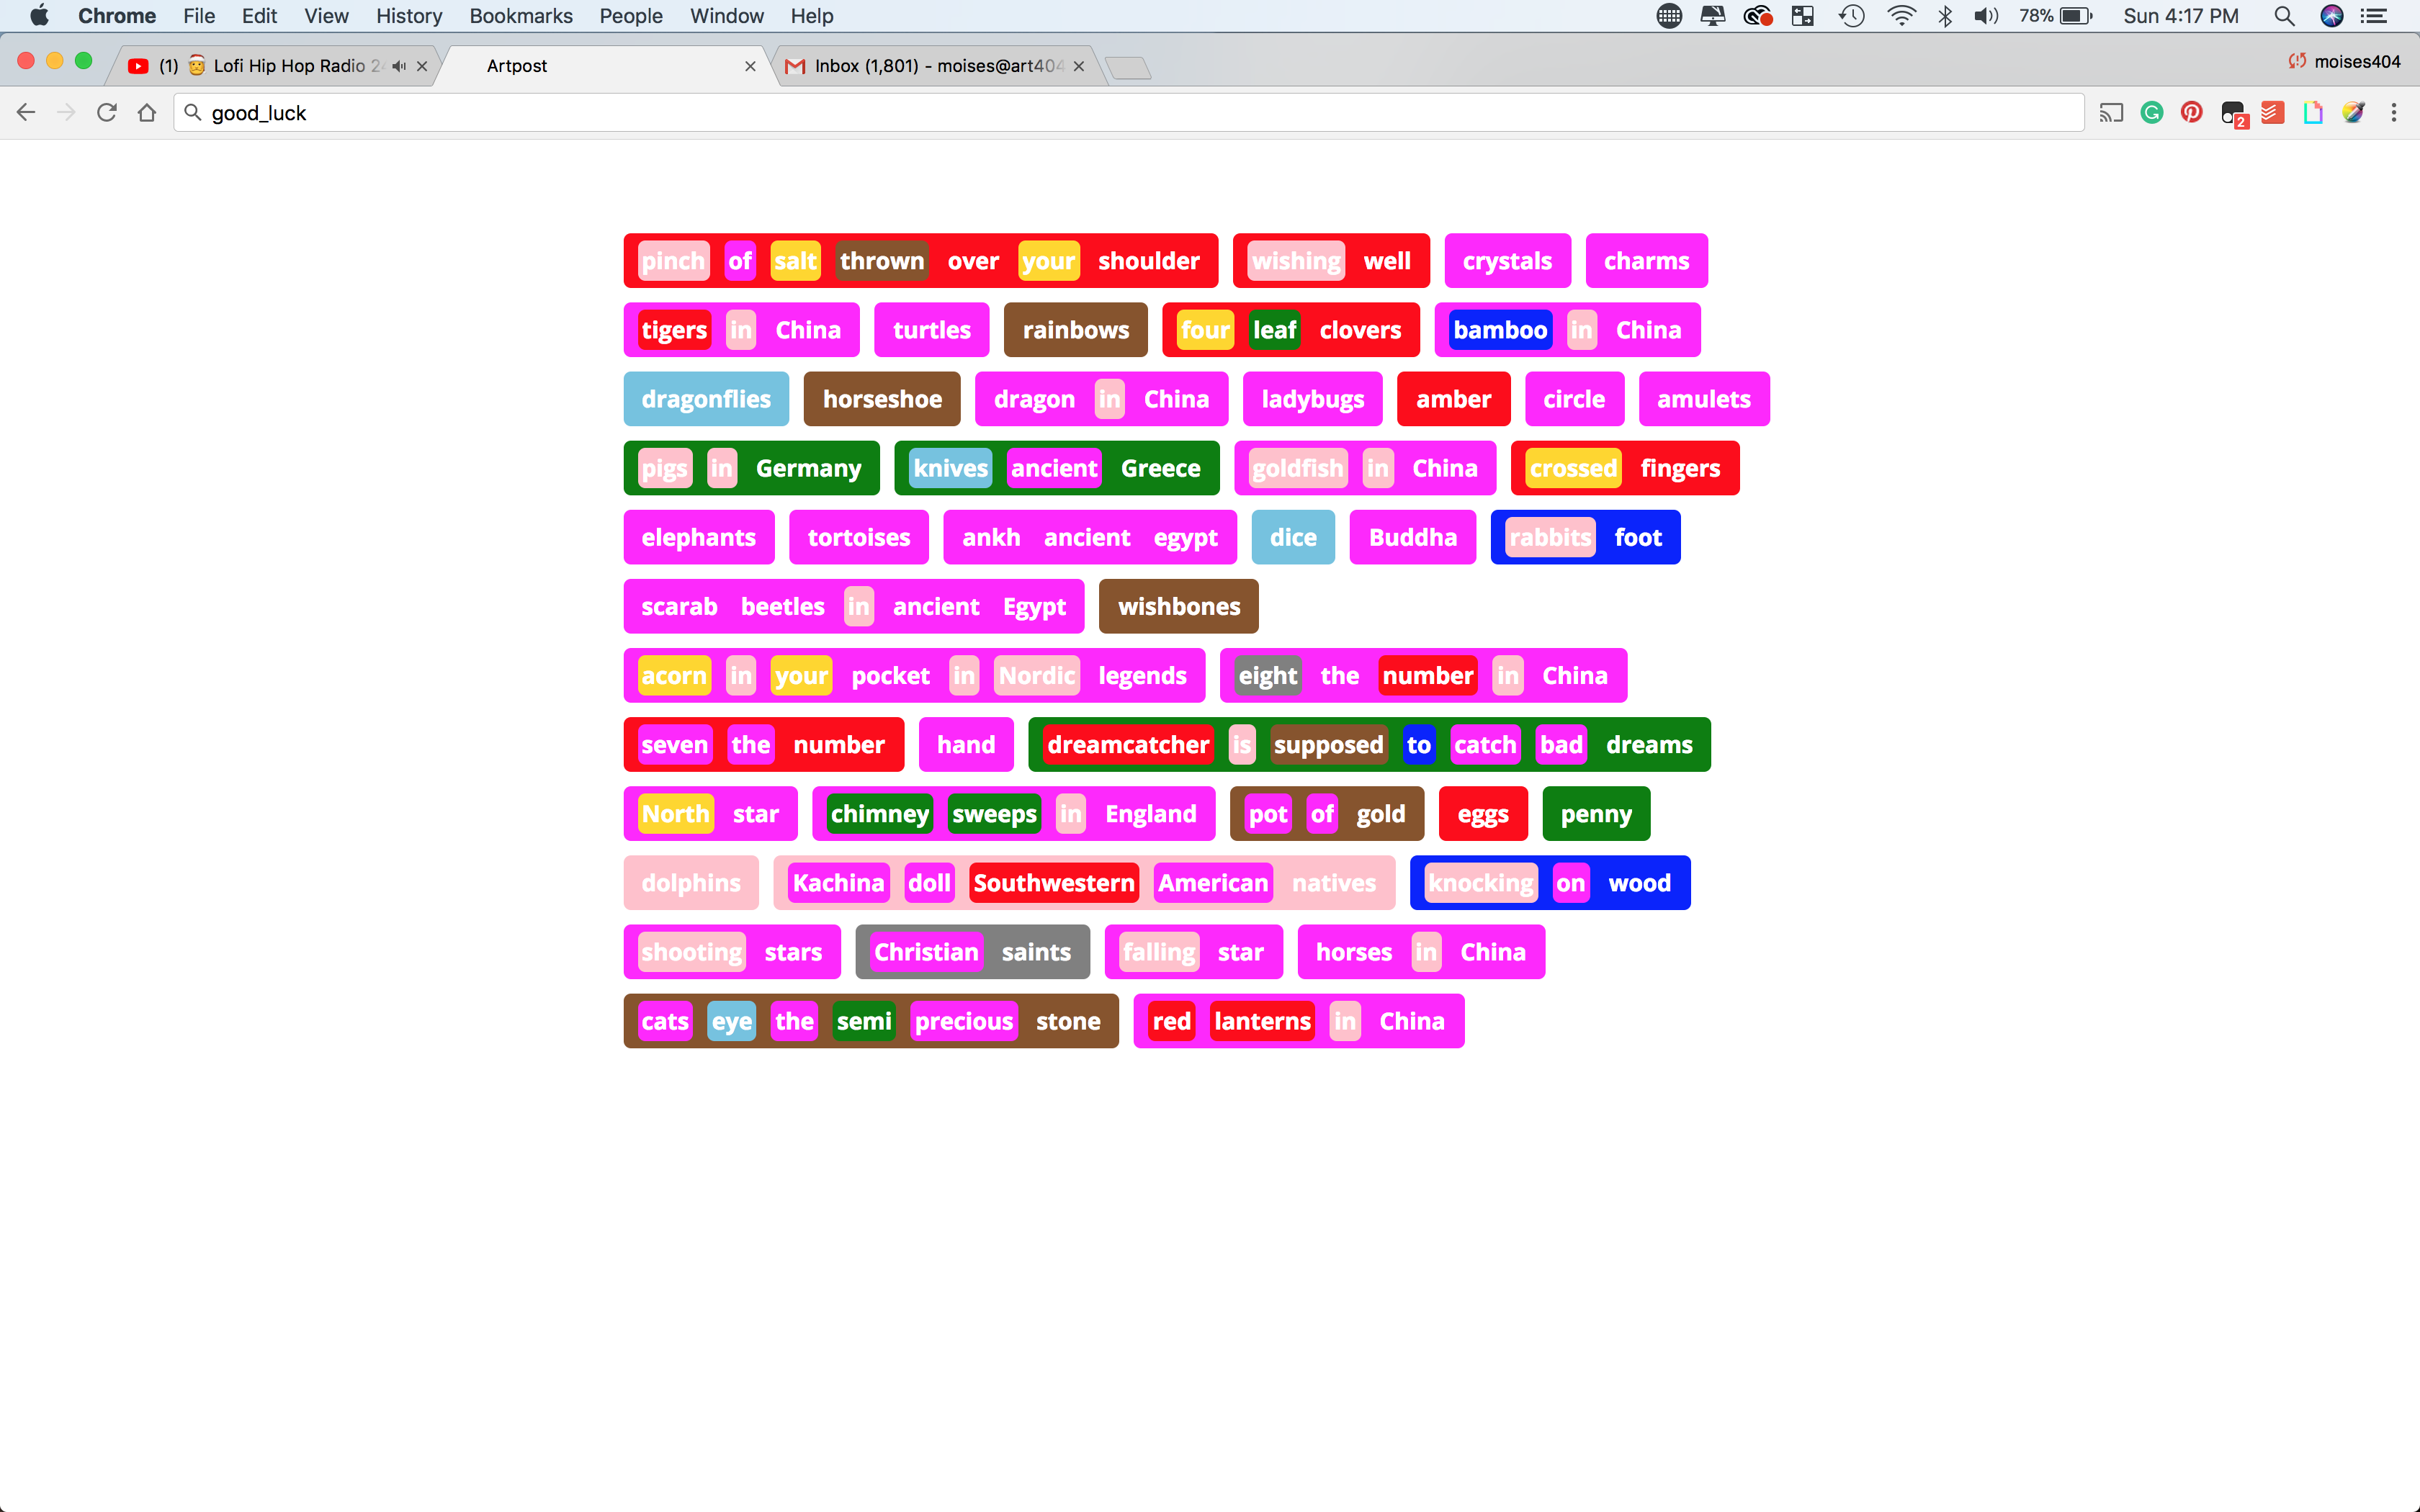 Chrome File Edit View History Bookmarks People Window Help 78% Sun 4:17 PM
(1) Lofi Hip Hop Radio 24 Artpost Inbox (1,801) - moises@art404 moises404
good_luck 2
pinch of salt thrown over your shoulder wishing well crystals charms
tigers in China turtles rainbows four leaf clovers bamboo in China
dragonflies horseshoe dragon in China ladybugs amber circle amulets
pigs in Germany knives ancient Greece goldfish in China crossed fingers
elephants tortoises ankh ancient egypt dice Buddha rabbits foot
scarab beetles in ancient Egypt wishbones
acorn in your pocket in Nordic legends eight the number in China
seven the number hand dreamcatcher is supposed to catch bad dreams
North star chimney sweeps in England pot of gold eggs penny
dolphins Kachina doll Southwestern American natives knocking on wood
shooting stars Christian saints falling star horses in China
cats eye the semi precious stone red lanterns in China